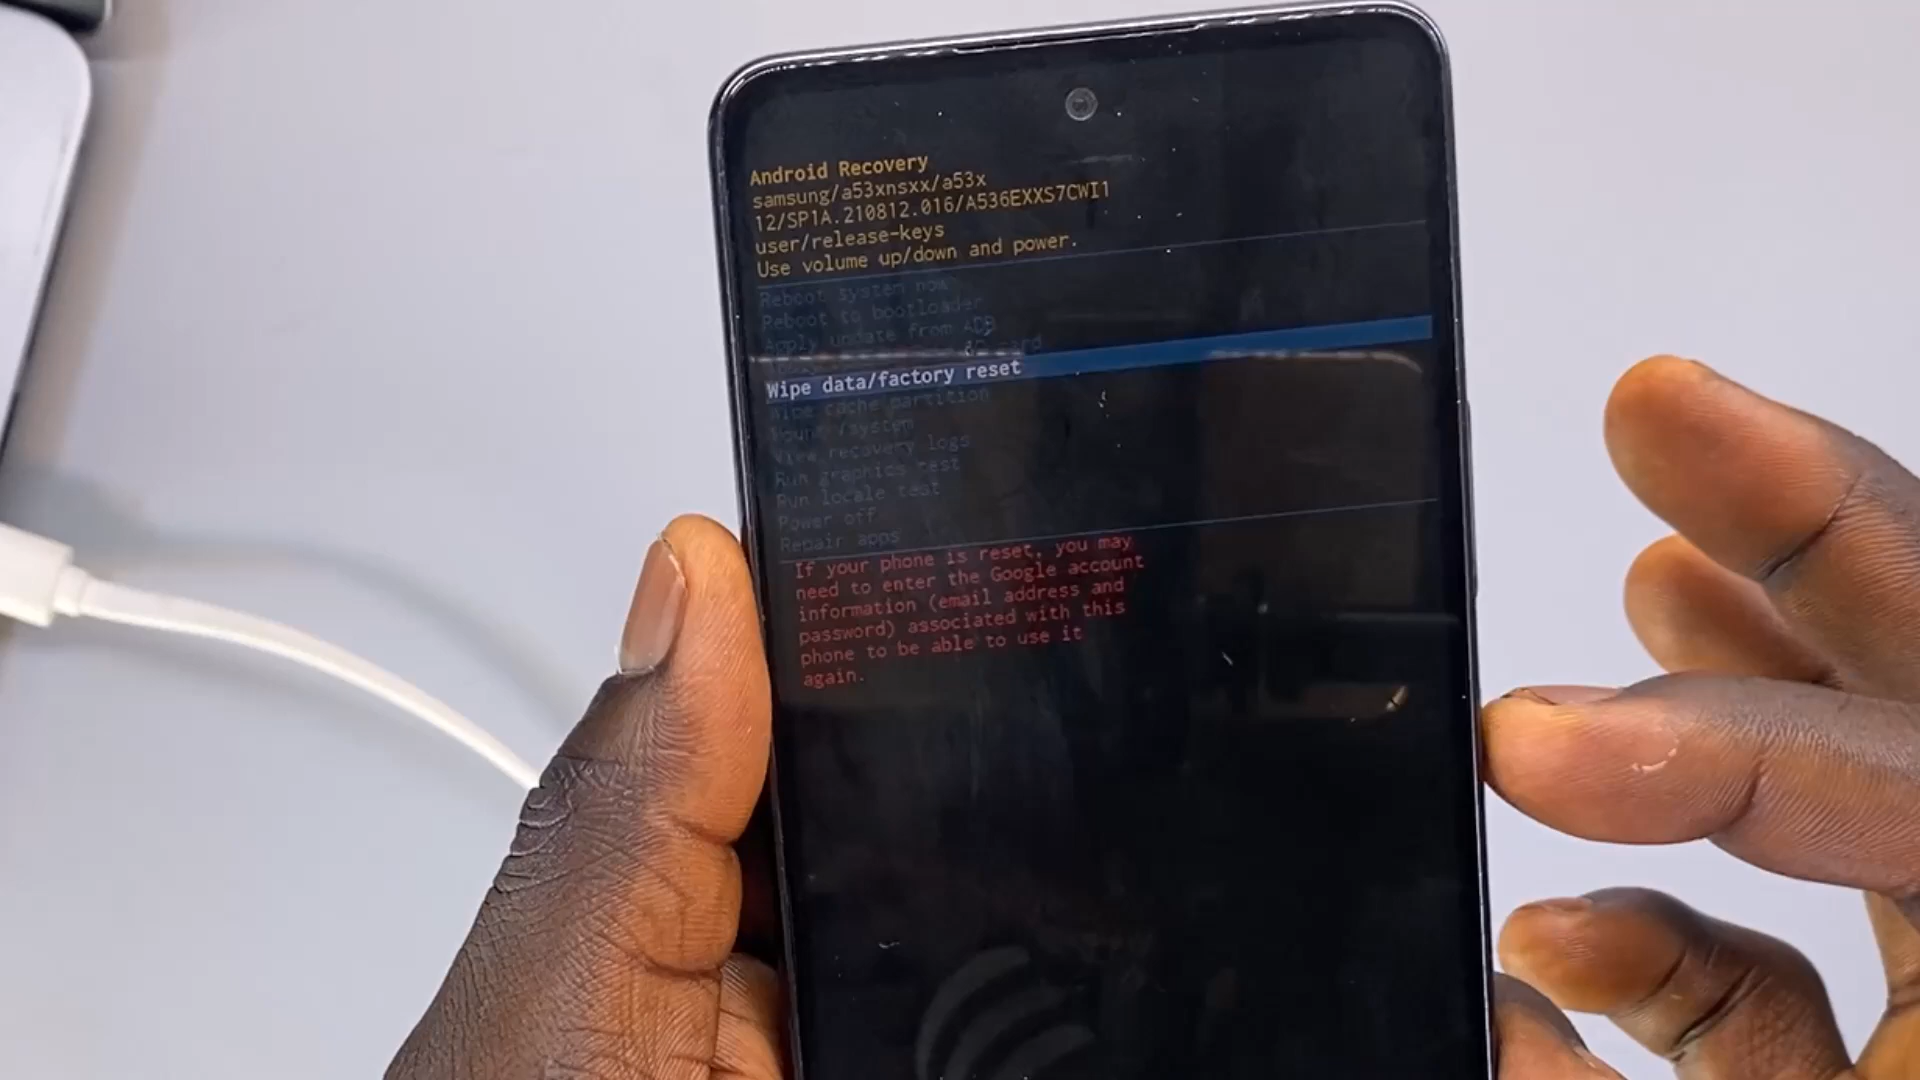 Android Recovery
samsung/a53xnsxx/a53x
12/SP1A.210812.016/A536EXXS7CWI1
user/release-keys
Use volume up/down and power.
Reboot system now
Reboot to bootloader
Apply update from ADB
SD card
Wipe data/factory reset
Wipe cache partition
Mount /system
View recovery logs
Run graphics test
Run locale test
Power off
Repair apps
If your phone is reset, you may
need to enter the Google account
information (email address and
password) associated with this
phone to be able to use it
again.